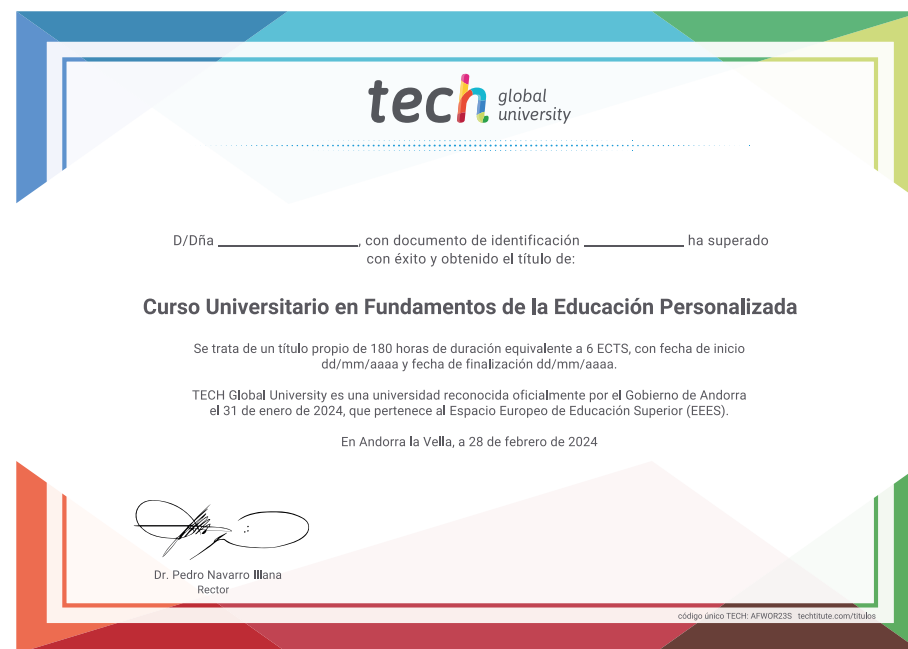 tech global
university
D/Dña ____________________, con documento de identificación ______________ ha superado
con éxito y obtenido el título de:
Curso Universitario en Fundamentos de la Educación Personalizada
Se trata de un título propio de 180 horas de duración equivalente a 6 ECTS, con fecha de inicio
dd/mm/aaaa y fecha de finalización dd/mm/aaaa.
TECH Global University es una universidad reconocida oficialmente por el Gobierno de Andorra
el 31 de enero de 2024, que pertenece al Espacio Europeo de Educación Superior (EEES).
En Andorra la Vella, a 28 de febrero de 2024
Dr. Pedro Navarro Illana
Rector
código único TECH: AFWOR23S techtitute.com/titulos